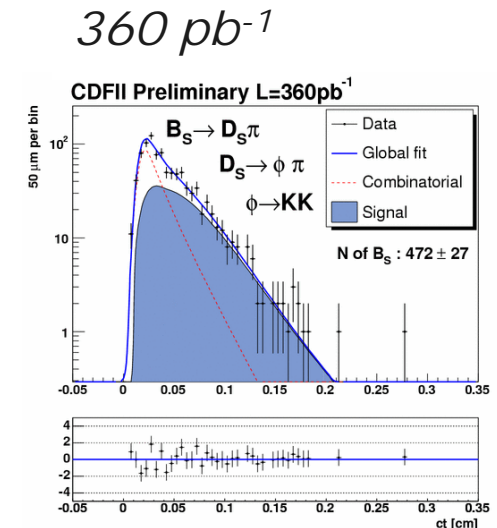 360 pb-1
CDFII Preliminary L=360pb-1
50 μm per bin
Bs→ Dsπ
Ds→ φ π
φ→KK
Data
Global fit
Combinatorial
Signal
N of Bs : 472 ± 27
10²
10
1
-0.05 0 0.05 0.1 0.15 0.2 0.25 0.3 0.35
4
2
0
-2
-4
-0.05 0 0.05 0.1 0.15 0.2 0.25 0.3 0.35
ct [cm]